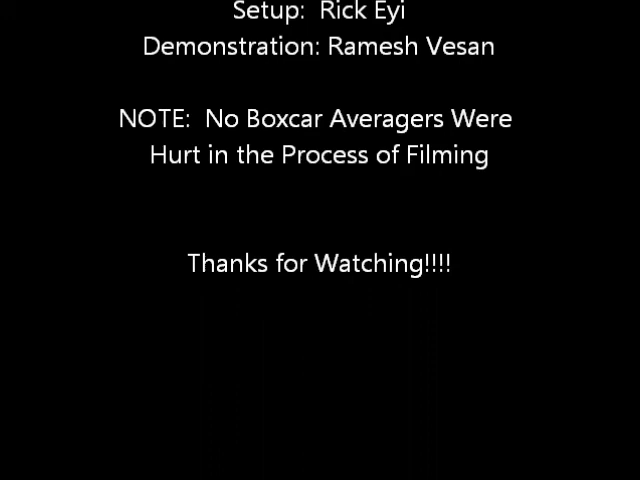 Setup:  Rick Eyi
Demonstration: Ramesh Vesan
NOTE:  No Boxcar Averagers Were
Hurt in the Process of Filming
Thanks for Watching!!!!